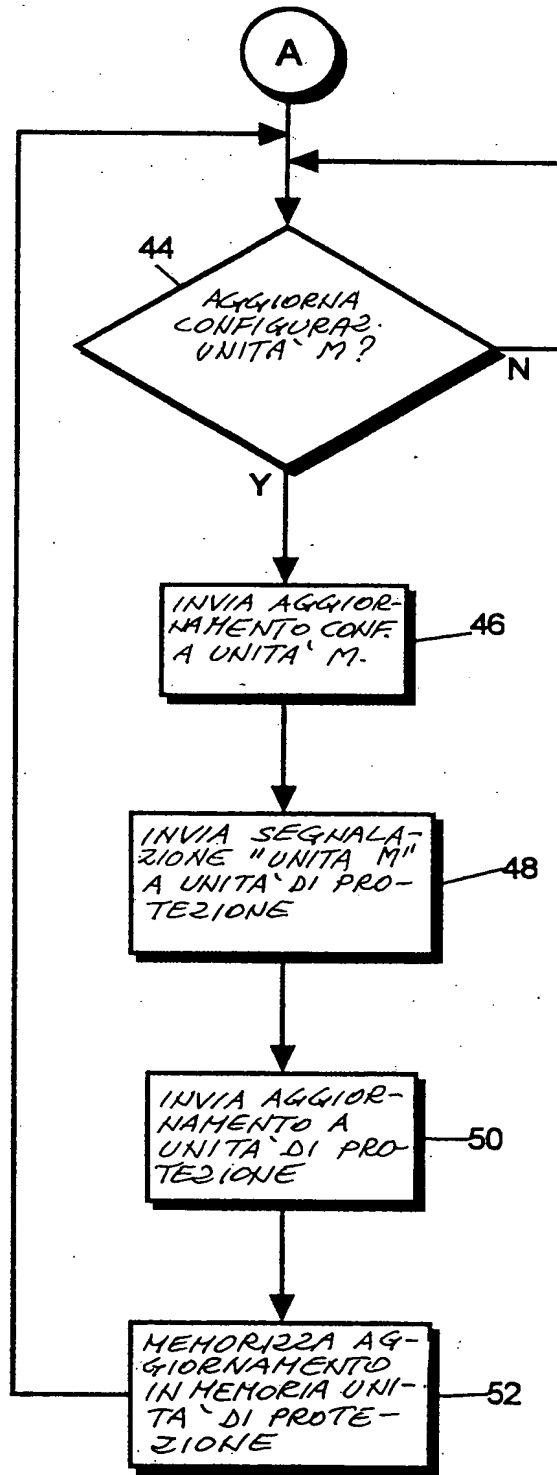 A
44
AGGIORNA
CONFIGURAZ.
UNITA` M?
N
Y
INVIA AGGIOR-
NAMENTO CONF.
A UNITA` M.
46
INVIA SEGNALA-
ZIONE "UNITA M"
A UNITA` DI PRO-
TEZIONE
48
INVIA AGGIOR-
NAMENTO A
UNITA` DI PRO-
TEZIONE
50
MEMORIZZA AG-
GIORNAMENTO
IN MEMORIA UNI-
TA` DI PROTE-
ZIONE
52